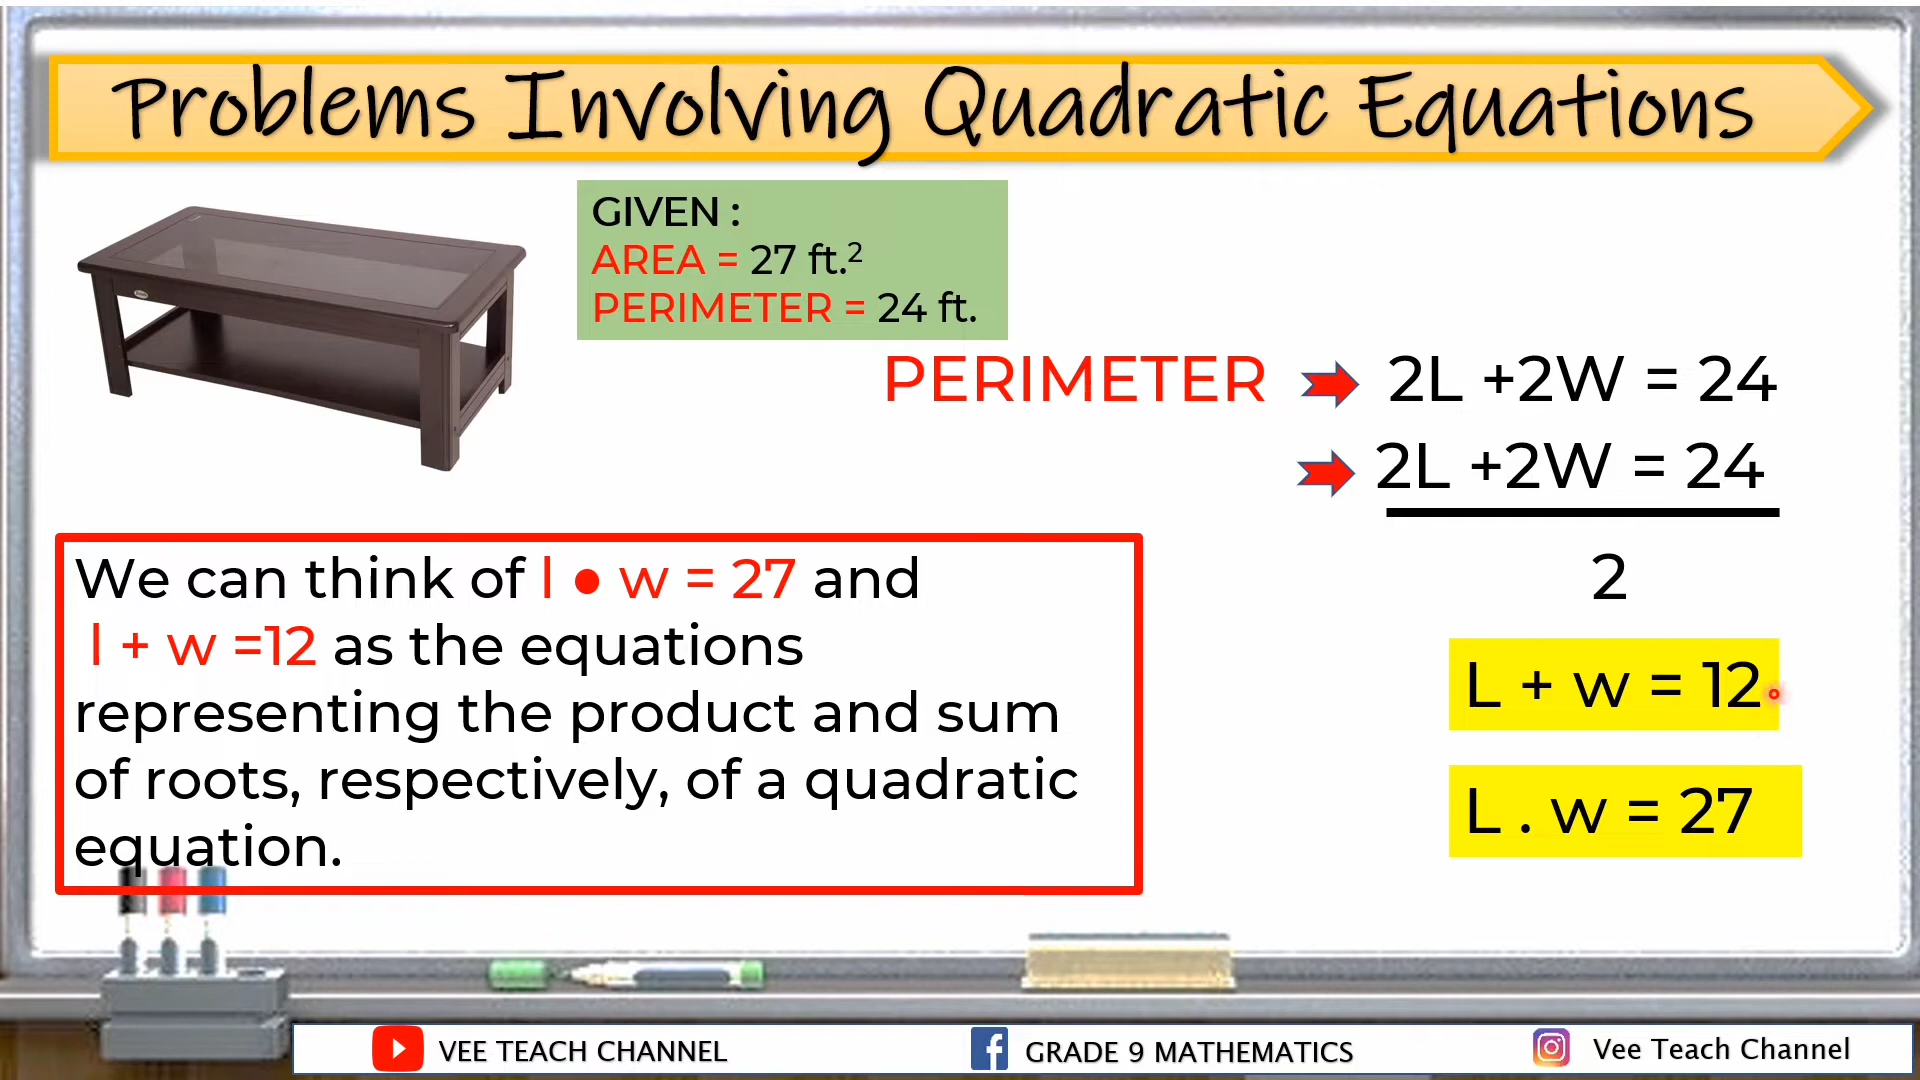 Problems Involving Quadratic Equations
GIVEN :
AREA = 27 ft.²
PERIMETER = 24 ft.
PERIMETER 2L +2W = 24
2L +2W = 24
2
L + w = 12
L . w = 27
We can think of l ● w = 27 and
l + w =12 as the equations
representing the product and sum
of roots, respectively, of a quadratic
equation.
VEE TEACH CHANNEL
GRADE 9 MATHEMATICS
Vee Teach Channel